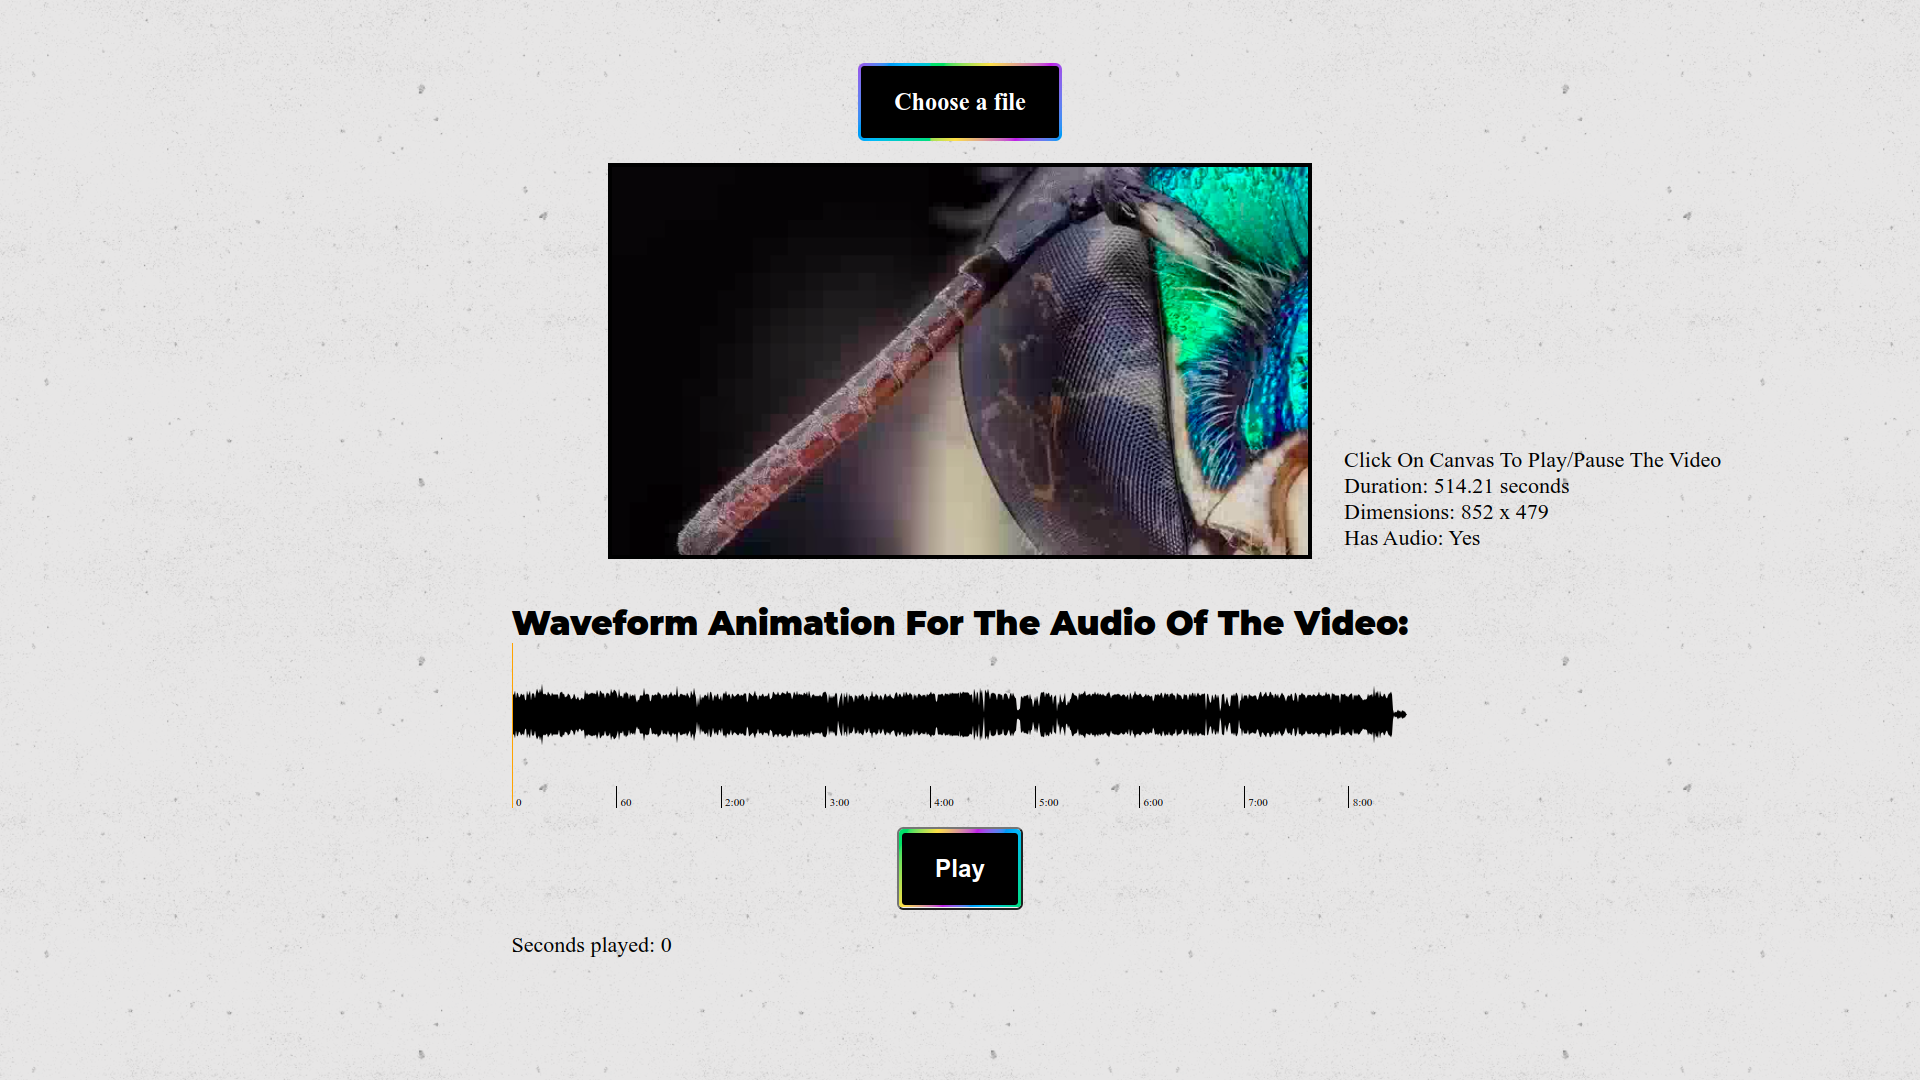 Choose a file
Click On Canvas To Play/Pause The Video
Duration: 514.21 seconds
Dimensions: 852 x 479
Has Audio: Yes
Waveform Animation For The Audio Of The Video:
0 60 2:00 3:00 4:00 5:00 6:00 7:00 8:00
Play
Seconds played: 0